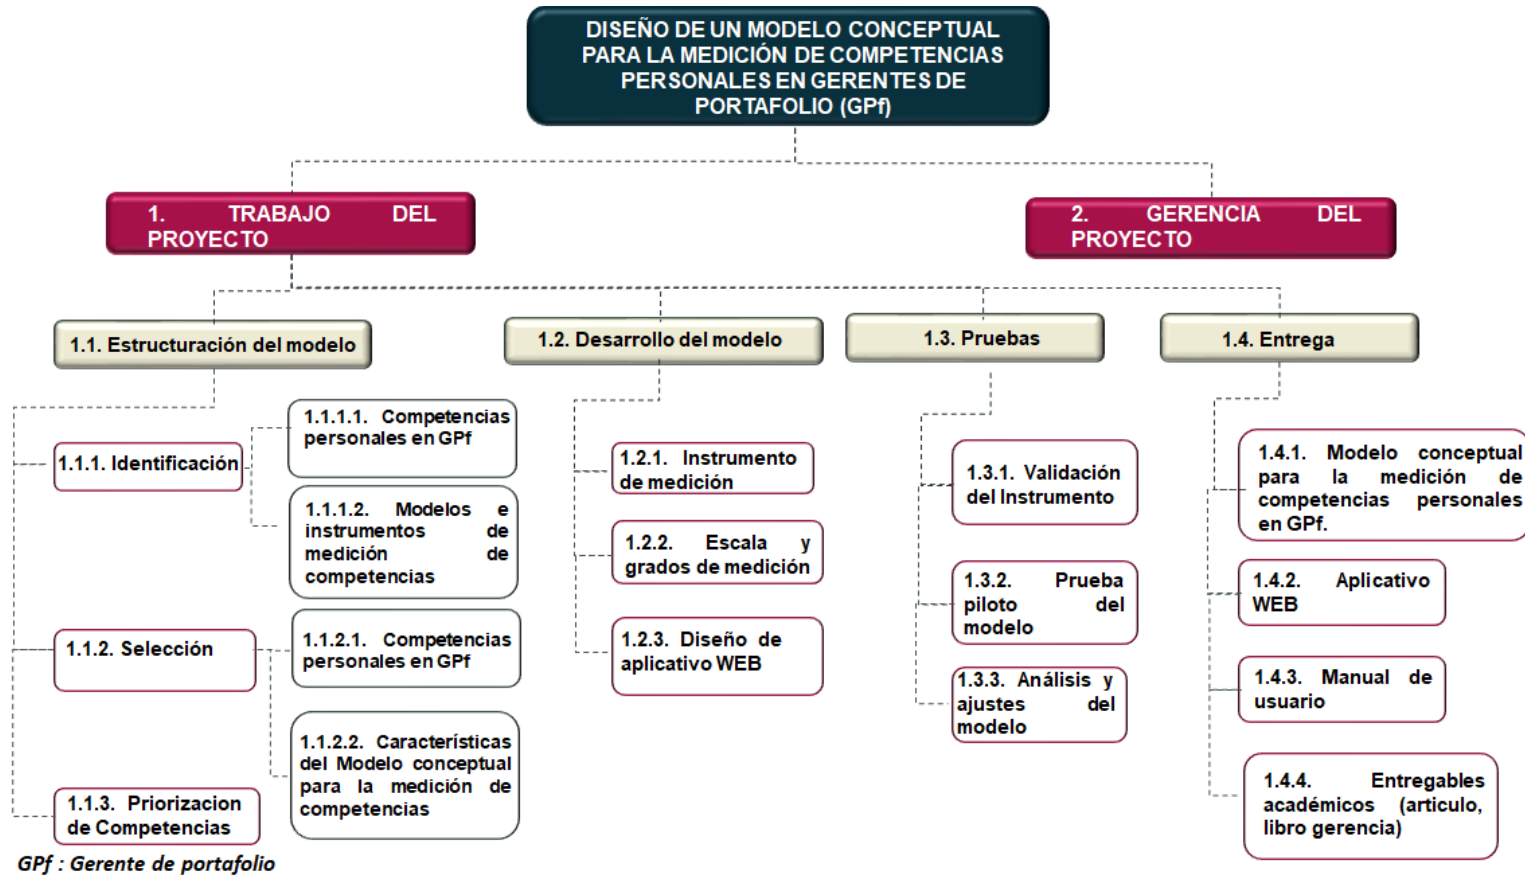 DISEÑO DE UN MODELO CONCEPTUAL
PARA LA MEDICIÓN DE COMPETENCIAS
PERSONALES EN GERENTES DE
PORTAFOLIO (GPf)
1. TRABAJO DEL
PROYECTO
2. GERENCIA DEL
PROYECTO
1.1. Estructuración del modelo
1.2. Desarrollo del modelo
1.3. Pruebas
1.4. Entrega
1.1.1. Identificación
1.1.1.1. Competencias
personales en GPf
1.1.1.2. Modelos e
instrumentos de
medición de
competencias
1.1.2. Selección
1.1.2.1. Competencias
personales en GPf
1.1.2.2. Características
del Modelo conceptual
para la medición de
competencias
1.1.3. Priorizacion
de Competencias
1.2.1. Instrumento
de medición
1.2.2. Escala y
grados de medición
1.2.3. Diseño de
aplicativo WEB
1.3.1. Validación
del Instrumento
1.3.2. Prueba
piloto del
modelo
1.3.3. Análisis y
ajustes del
modelo
1.4.1. Modelo conceptual
para la medición de
competencias personales
en GPf.
1.4.2. Aplicativo
WEB
1.4.3. Manual de
usuario
1.4.4. Entregables
académicos (articulo,
libro gerencia)
GPf : Gerente de portafolio